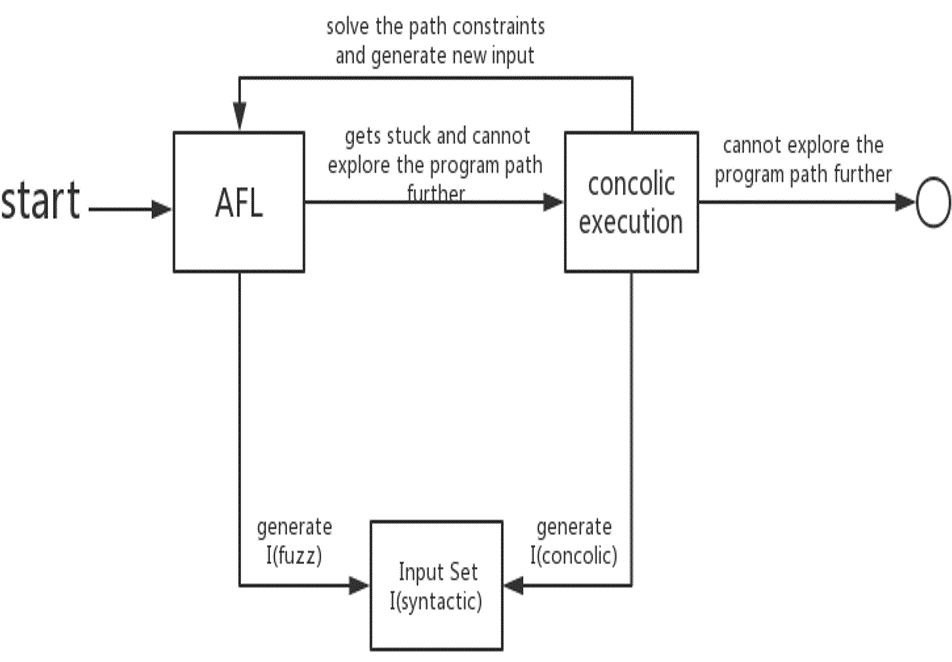 solve the path constraints
and generate new input
start
AFL
gets stuck and cannot
explore the program path
further
concolic
execution
cannot explore the
program path further
generate
I(fuzz)
Input Set
I(syntactic)
generate
I(concolic)